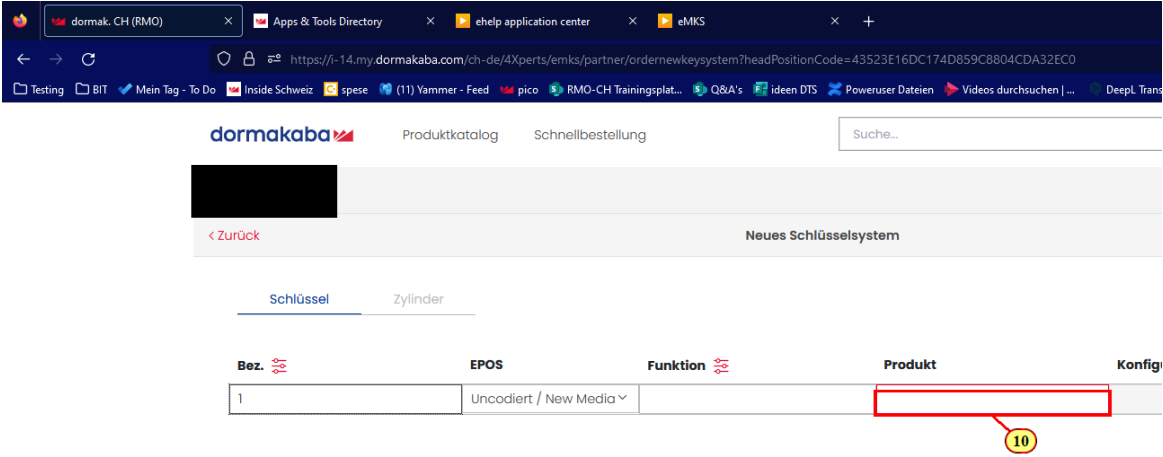 dormak. CH (RMO)
Apps & Tools Directory
ehelp application center
eMKS
https://i-14.my.dormakaba.com/ch-de/4Xperts/emks/partner/ordernewkeysystem?headPositionCode=43523E16DC174D859C8804CDA32EC0
Testing BIT Mein Tag - To Do Inside Schweiz spese (11) Yammer - Feed pico RMO-CH Trainingsplat... Q&A's ideen DTS Poweruser Dateien Videos durchsuchen | ... DeepL Trans
dormakaba Produktkatalog Schnellbestellung Suche...
< Zurück Neues Schlüsselsystem
Schlüssel Zylinder
Bez. EPOS Funktion Produkt Konfigu
1 Uncodiert / New Media
10